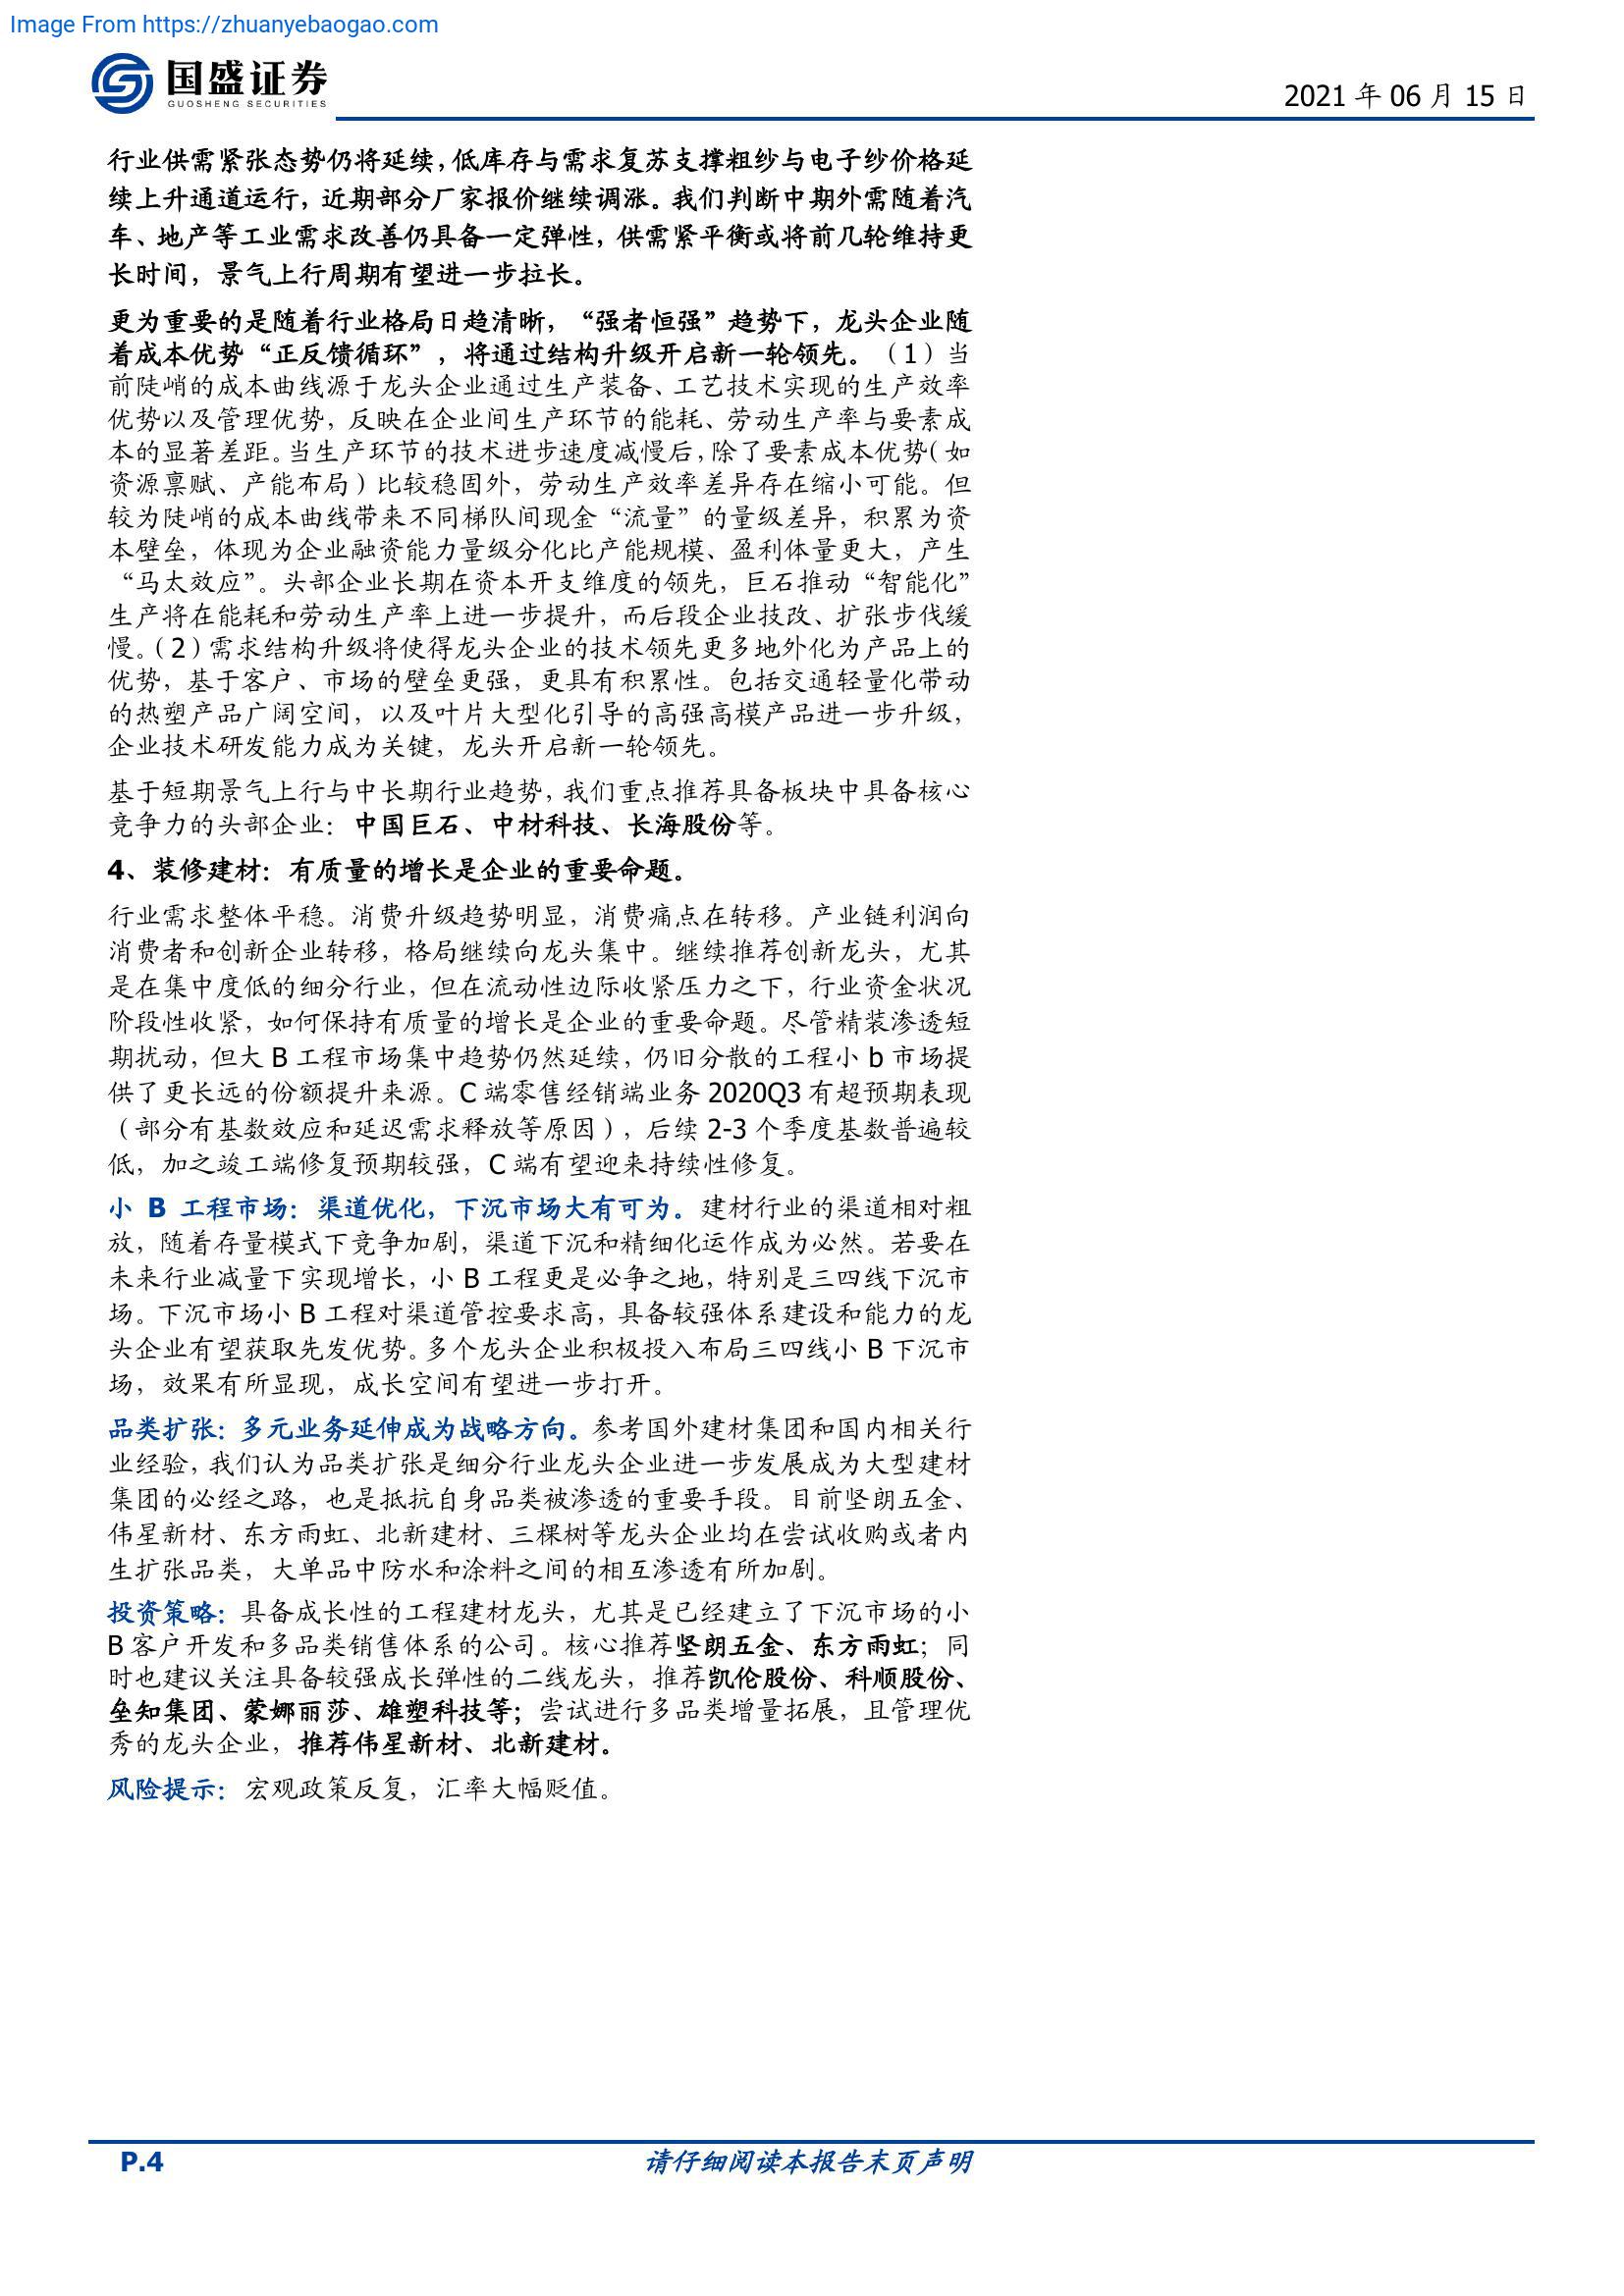 Image From https://zhuanyebaogao.com
国盛证券
GUOSHENG SECURITIES
2021 年 06 月 15 日
行业供需紧张态势仍将延续，低库存与需求复苏支撑粗纱与电子纱价格延
续上升通道运行，近期部分厂家报价继续调涨。我们判断中期外需随着汽
车、地产等工业需求改善仍具备一定弹性，供需紧平衡或将前几轮维持更
长时间，景气上行周期有望进一步拉长。
更为重要的是随着行业格局日趋清晰，“强者恒强”趋势下，龙头企业随
着成本优势“正反馈循环”，将通过结构升级开启新一轮领先。（1）当
前陡峭的成本曲线源于龙头企业通过生产装备、工艺技术实现的生产效率
优势以及管理优势，反映在企业间生产环节的能耗、劳动生产率与要素成
本的显著差距。当生产环节的技术进步速度减慢后，除了要素成本优势（如
资源禀赋、产能布局）比较稳固外，劳动生产效率差异存在缩小可能。但
较为陡峭的成本曲线带来不同梯队间现金“流量”的量级差异，积累为资
本壁垒，体现为企业融资能力量级分化比产能规模、盈利体量更大，产生
“马太效应”。头部企业长期在资本开支维度的领先，巨石推动“智能化”
生产将在能耗和劳动生产率上进一步提升，而后段企业技改、扩张步伐缓
慢。（2）需求结构升级将使得龙头企业的技术领先更多地外化为产品上的
优势，基于客户、市场的壁垒更强，更具有积累性。包括交通轻量化带动
的热塑产品广阔空间，以及叶片大型化引导的高强高模产品进一步升级，
企业技术研发能力成为关键，龙头开启新一轮领先。
基于短期景气上行与中长期行业趋势，我们重点推荐具备板块中具备核心
竞争力的头部企业：中国巨石、中材科技、长海股份等。
4、装修建材：有质量的增长是企业的重要命题。
行业需求整体平稳。消费升级趋势明显，消费痛点在转移。产业链利润向
消费者和创新企业转移，格局继续向龙头集中。继续推荐创新龙头，尤其
是在集中度低的细分行业，但在流动性边际收紧压力之下，行业资金状况
阶段性收紧，如何保持有质量的增长是企业的重要命题。尽管精装渗透短
期扰动，但大 B 工程市场集中趋势仍然延续，仍旧分散的工程小 b 市场提
供了更长远的份额提升来源。C 端零售经销端业务 2020Q3 有超预期表现
（部分有基数效应和延迟需求释放等原因），后续 2-3 个季度基数普遍较
低，加之竣工端修复预期较强，C 端有望迎来持续性修复。
小 B 工程市场：渠道优化，下沉市场大有可为。建材行业的渠道相对粗
放，随着存量模式下竞争加剧，渠道下沉和精细化运作成为必然。若要在
未来行业减量下实现增长，小 B 工程更是必争之地，特别是三四线下沉市
场。下沉市场小 B 工程对渠道管控要求高，具备较强体系建设和能力的龙
头企业有望获取先发优势。多个龙头企业积极投入布局三四线小 B 下沉市
场，效果有所显现，成长空间有望进一步打开。
品类扩张：多元业务延伸成为战略方向。参考国外建材集团和国内相关行
业经验，我们认为品类扩张是细分行业龙头企业进一步发展成为大型建材
集团的必经之路，也是抵抗自身品类被渗透的重要手段。目前坚朗五金、
伟星新材、东方雨虹、北新建材、三棵树等龙头企业均在尝试收购或者内
生扩张品类，大单品中防水和涂料之间的相互渗透有所加剧。
投资策略：具备成长性的工程建材龙头，尤其是已经建立了下沉市场的小
B 客户开发和多品类销售体系的公司。核心推荐坚朗五金、东方雨虹；同
时也建议关注具备较强成长弹性的二线龙头，推荐凯伦股份、科顺股份、
垒知集团、蒙娜丽莎、雄塑科技等；尝试进行多品类增量拓展，且管理优
秀的龙头企业，推荐伟星新材、北新建材。
风险提示：宏观政策反复，汇率大幅贬值。
P.4
请仔细阅读本报告末页声明